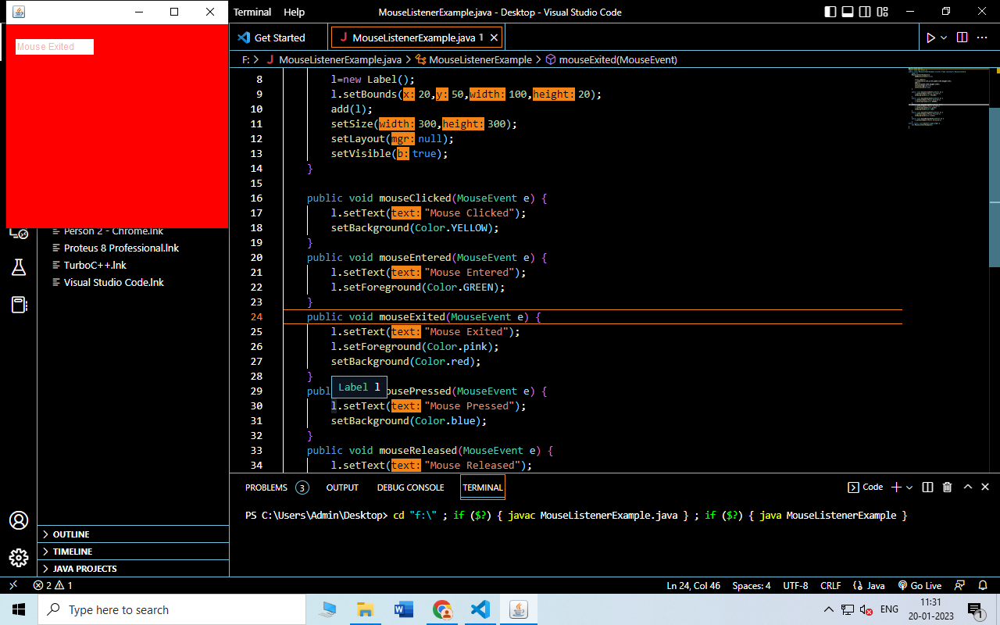 Terminal Help MouseListenerExample.java - Desktop - Visual Studio Code
Mouse Exited
Get Started MouseListenerExample.java 1
F: > MouseListenerExample.java > MouseListenerExample > mouseExited(MouseEvent)
8 l=new Label();
9 l.setBounds(x: 20,y: 50,width: 100,height: 20);
10 add(l);
11 setSize(width: 300,height: 300);
12 setLayout(mgr: null);
13 setVisible(b: true);
14 }
15
16 public void mouseClicked(MouseEvent e) {
17 l.setText(text: "Mouse Clicked");
18 setBackground(Color.YELLOW);
19 }
20 public void mouseEntered(MouseEvent e) {
21 l.setText(text: "Mouse Entered");
22 l.setForeground(Color.GREEN);
23 }
24 public void mouseExited(MouseEvent e) {
25 l.setText(text: "Mouse Exited");
26 l.setForeground(Color.pink);
27 setBackground(Color.red);
28 }
Label l
29 publ ousePressed(MouseEvent e) {
30 l.setText(text: "Mouse Pressed");
31 setBackground(Color.blue);
32 }
33 public void mouseReleased(MouseEvent e) {
34 l.setText(text: "Mouse Released");
Person 2 - Chrome.lnk
Proteus 8 Professional.lnk
TurboC++.lnk
Visual Studio Code.lnk
OUTLINE
TIMELINE
JAVA PROJECTS
PROBLEMS 3 OUTPUT DEBUG CONSOLE TERMINAL Code
PS C:\Users\Admin\Desktop> cd "f:\" ; if ($?) { javac MouseListenerExample.java } ; if ($?) { java MouseListenerExample }
2 1 Ln 24, Col 46 Spaces: 4 UTF-8 CRLF Java Go Live
Type here to search
ENG
11:31
20-01-2023
1